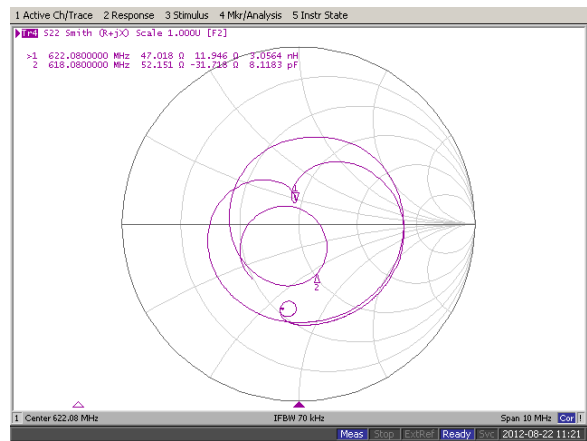 1 Active Ch/Trace 2 Response 3 Stimulus 4 Mkr/Analysis 5 Instr State
Tr4 S22 Smith (R+jX) Scale 1.000U [F2]
>1 622.0800000 MHz 47.018 Ω 11.946 Ω 3.0564 nH
2 618.0800000 MHz 52.151 Ω -31.718 Ω 8.1183 pF
1
2
1 Center 622.08 MHz IFBW 70 kHz Span 10 MHz Cor !
Meas Stop ExtRef Ready Svc 2012-08-22 11:21